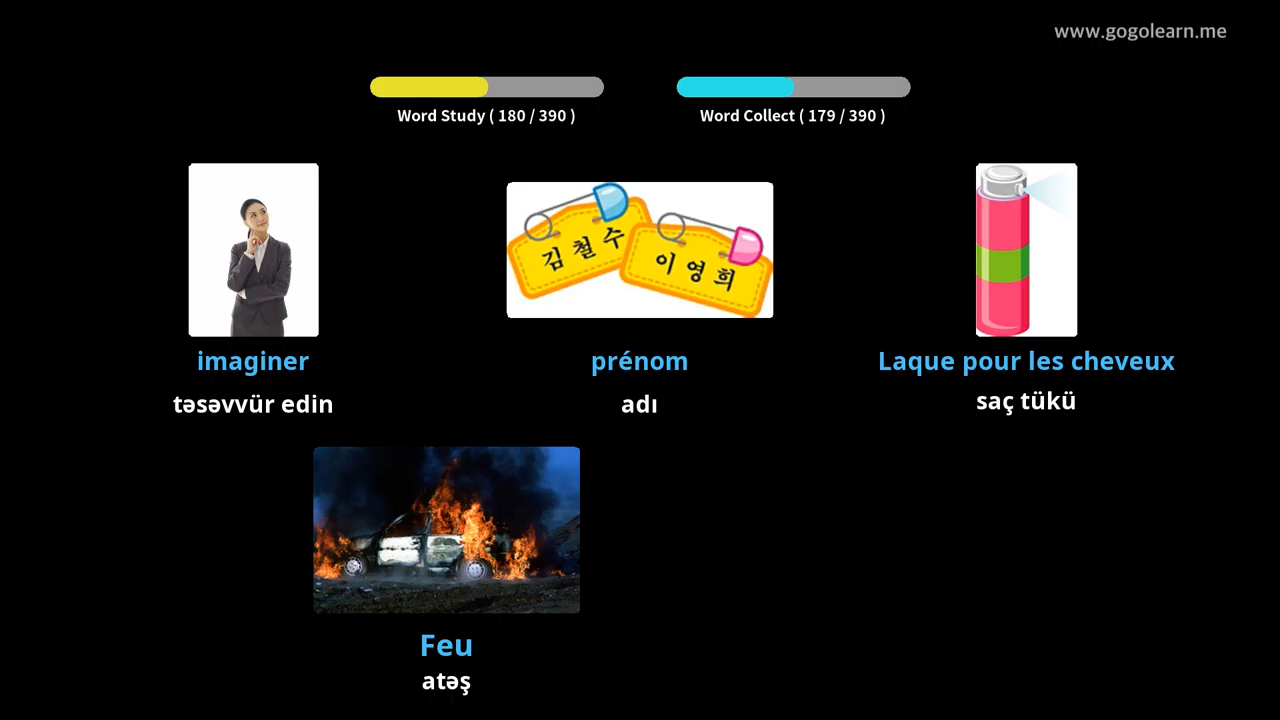 www.gogolearn.me
Word Study ( 180 / 390 )
Word Collect ( 179 / 390 )
김철수
이영희
imaginer
prénom
Laque pour les cheveux
təsəvvür edin
adı
saç tükü
Feu
atəş